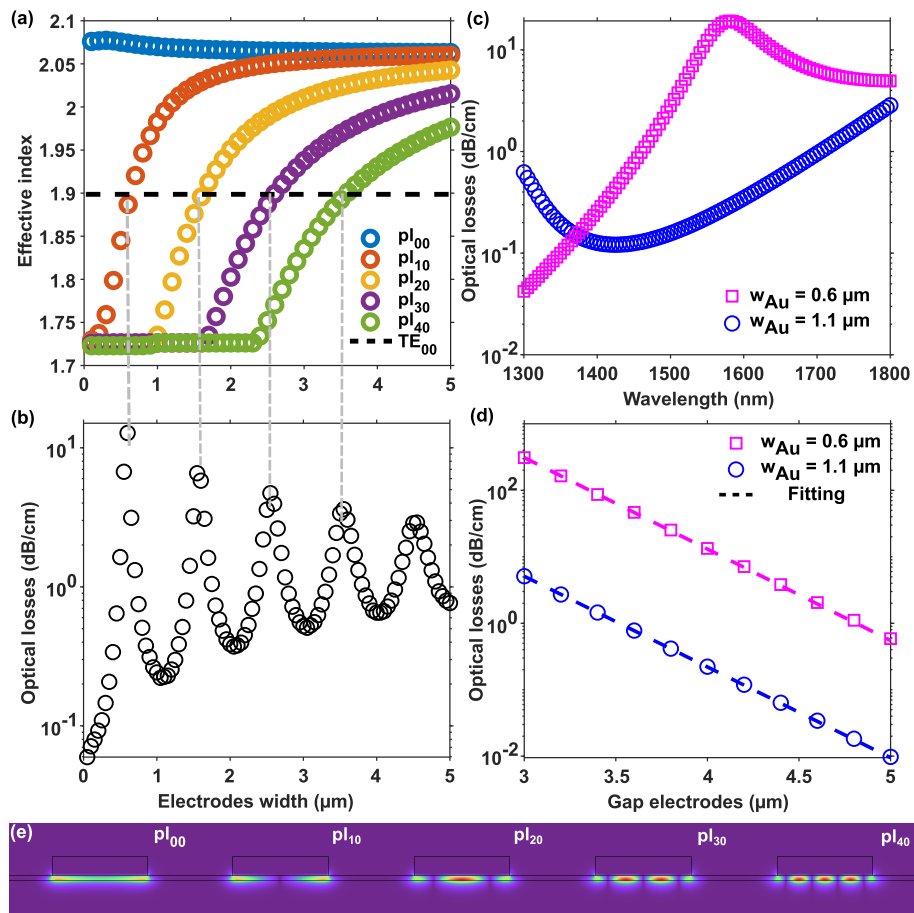 (a)
2.1
2.05
2
1.95
1.9
1.85
1.8
1.75
1.7
Effective index
pl₀₀
pl₁₀
pl₂₀
pl₃₀
pl₄₀
TE₀₀
0 1 2 3 4 5
(b)
10¹
10⁰
10⁻¹
Optical losses (dB/cm)
0 1 2 3 4 5
Electrodes width (µm)
(c)
10¹
10⁰
10⁻¹
10⁻²
Optical losses (dB/cm)
w_Au = 0.6 µm
w_Au = 1.1 µm
1300 1400 1500 1600 1700 1800
Wavelength (nm)
(d)
10²
10⁰
10⁻²
Optical losses (dB/cm)
w_Au = 0.6 µm
w_Au = 1.1 µm
Fitting
3 3.5 4 4.5 5
Gap electrodes (µm)
(e) pl₀₀ pl₁₀ pl₂₀ pl₃₀ pl₄₀